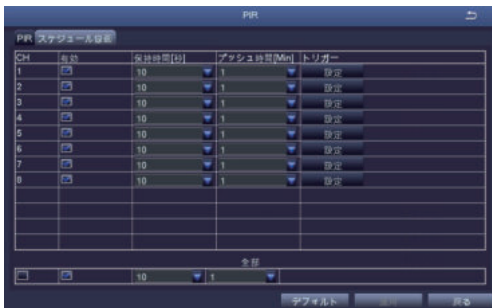 PIR
PIR スケジュール設定
CH 有効 保持時間[秒] プッシュ時間[Min] トリガー
1 10 1 設定
2 10 1 設定
3 10 1 設定
4 10 1 設定
5 10 1 設定
6 10 1 設定
7 10 1 設定
8 10 1 設定
全部
10 1
デフォルト 適用 戻る